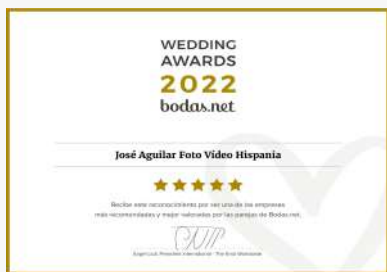 WEDDING
AWARDS
2022
bodas.net
José Aguilar Foto Vídeo Hispania
Recibe este reconocimiento por ser una de las empresas
más recomendadas y mejor valoradas por las parejas de Bodas.net.